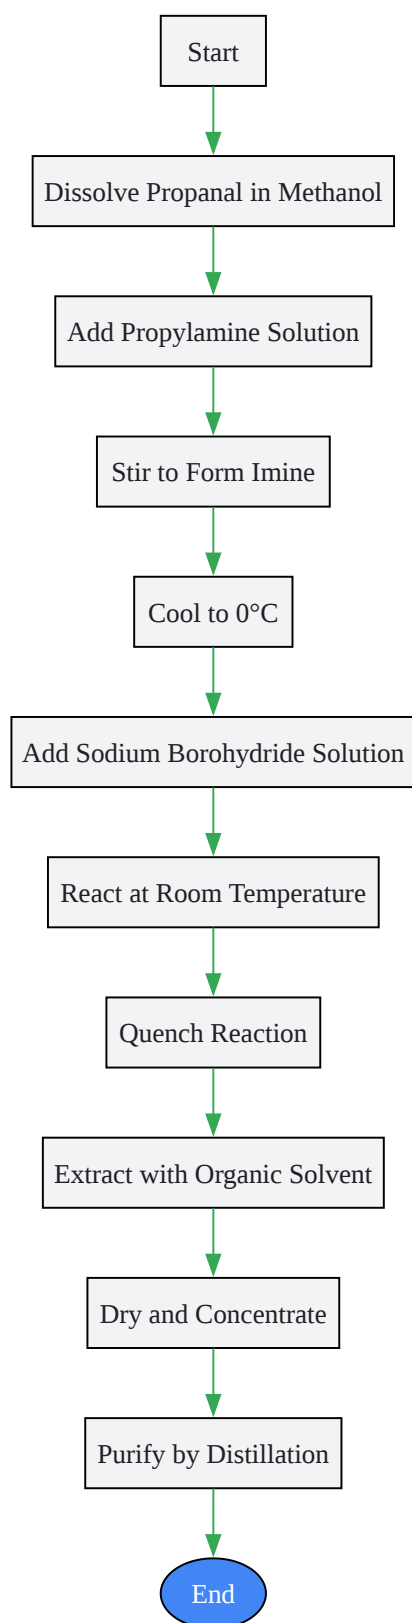 Start
Dissolve Propanal in Methanol
Add Propylamine Solution
Stir to Form Imine
Cool to 0°C
Add Sodium Borohydride Solution
React at Room Temperature
Quench Reaction
Extract with Organic Solvent
Dry and Concentrate
Purify by Distillation
End